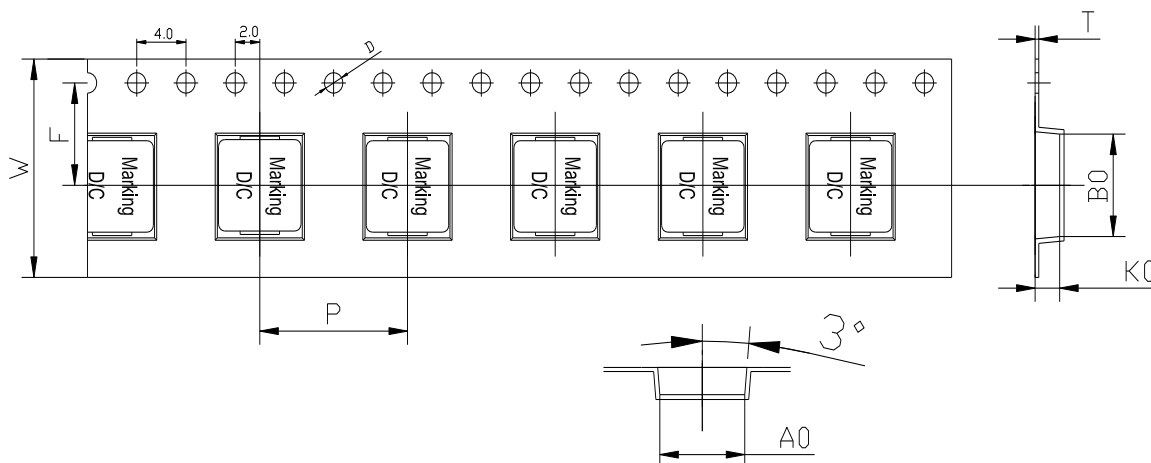 4.0
2.0
D
T
F
W
Marking
D/C
Marking
D/C
Marking
D/C
Marking
D/C
Marking
D/C
Marking
D/C
B0
K0
P
3°
A0